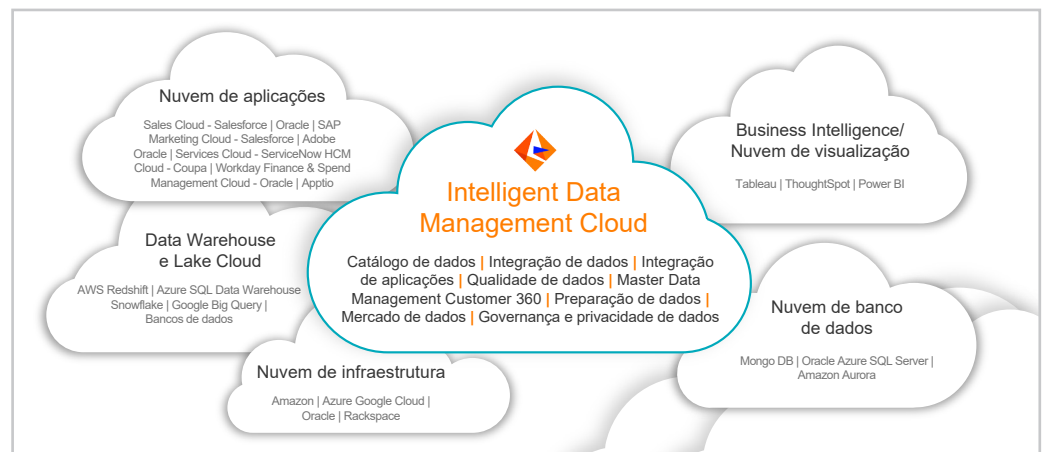 Nuvem de aplicações
Sales Cloud - Salesforce | Oracle | SAP
Marketing Cloud - Salesforce | Adobe
Oracle | Services Cloud - ServiceNow HCM
Cloud - Coupa | Workday Finance & Spend
Management Cloud - Oracle | Apptio
Data Warehouse
e Lake Cloud
AWS Redshift | Azure SQL Data Warehouse
Snowflake | Google Big Query |
Bancos de dados
Nuvem de infraestrutura
Amazon | Azure Google Cloud |
Oracle | Rackspace
Intelligent Data
Management Cloud
Catálogo de dados | Integração de dados | Integração
de aplicações | Qualidade de dados | Master Data
Management Customer 360 | Preparação de dados |
Mercado de dados | Governança e privacidade de dados
Business Intelligence/
Nuvem de visualização
Tableau | ThoughtSpot | Power BI
Nuvem de banco
de dados
Mongo DB | Oracle Azure SQL Server |
Amazon Aurora